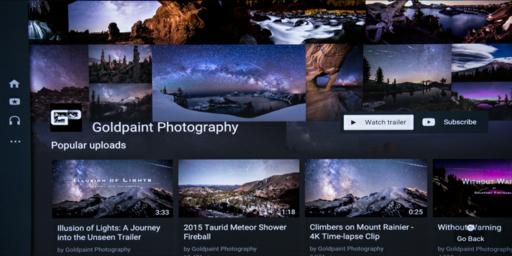 Goldpaint Photography
Watch trailer
Subscribe
Popular uploads
ILLUSION OF LIGHTS
3:33
1:18
0:25
WITHOUT WAR
Illusion of Lights: A Journey
into the Unseen Trailer
by Goldpaint Photography
2015 Taurid Meteor Shower
Fireball
by Goldpaint Photography
Climbers on Mount Rainier -
4K Time-lapse Clip
by Goldpaint Photography
Without Warning
by Goldpaint Photography
Go Back